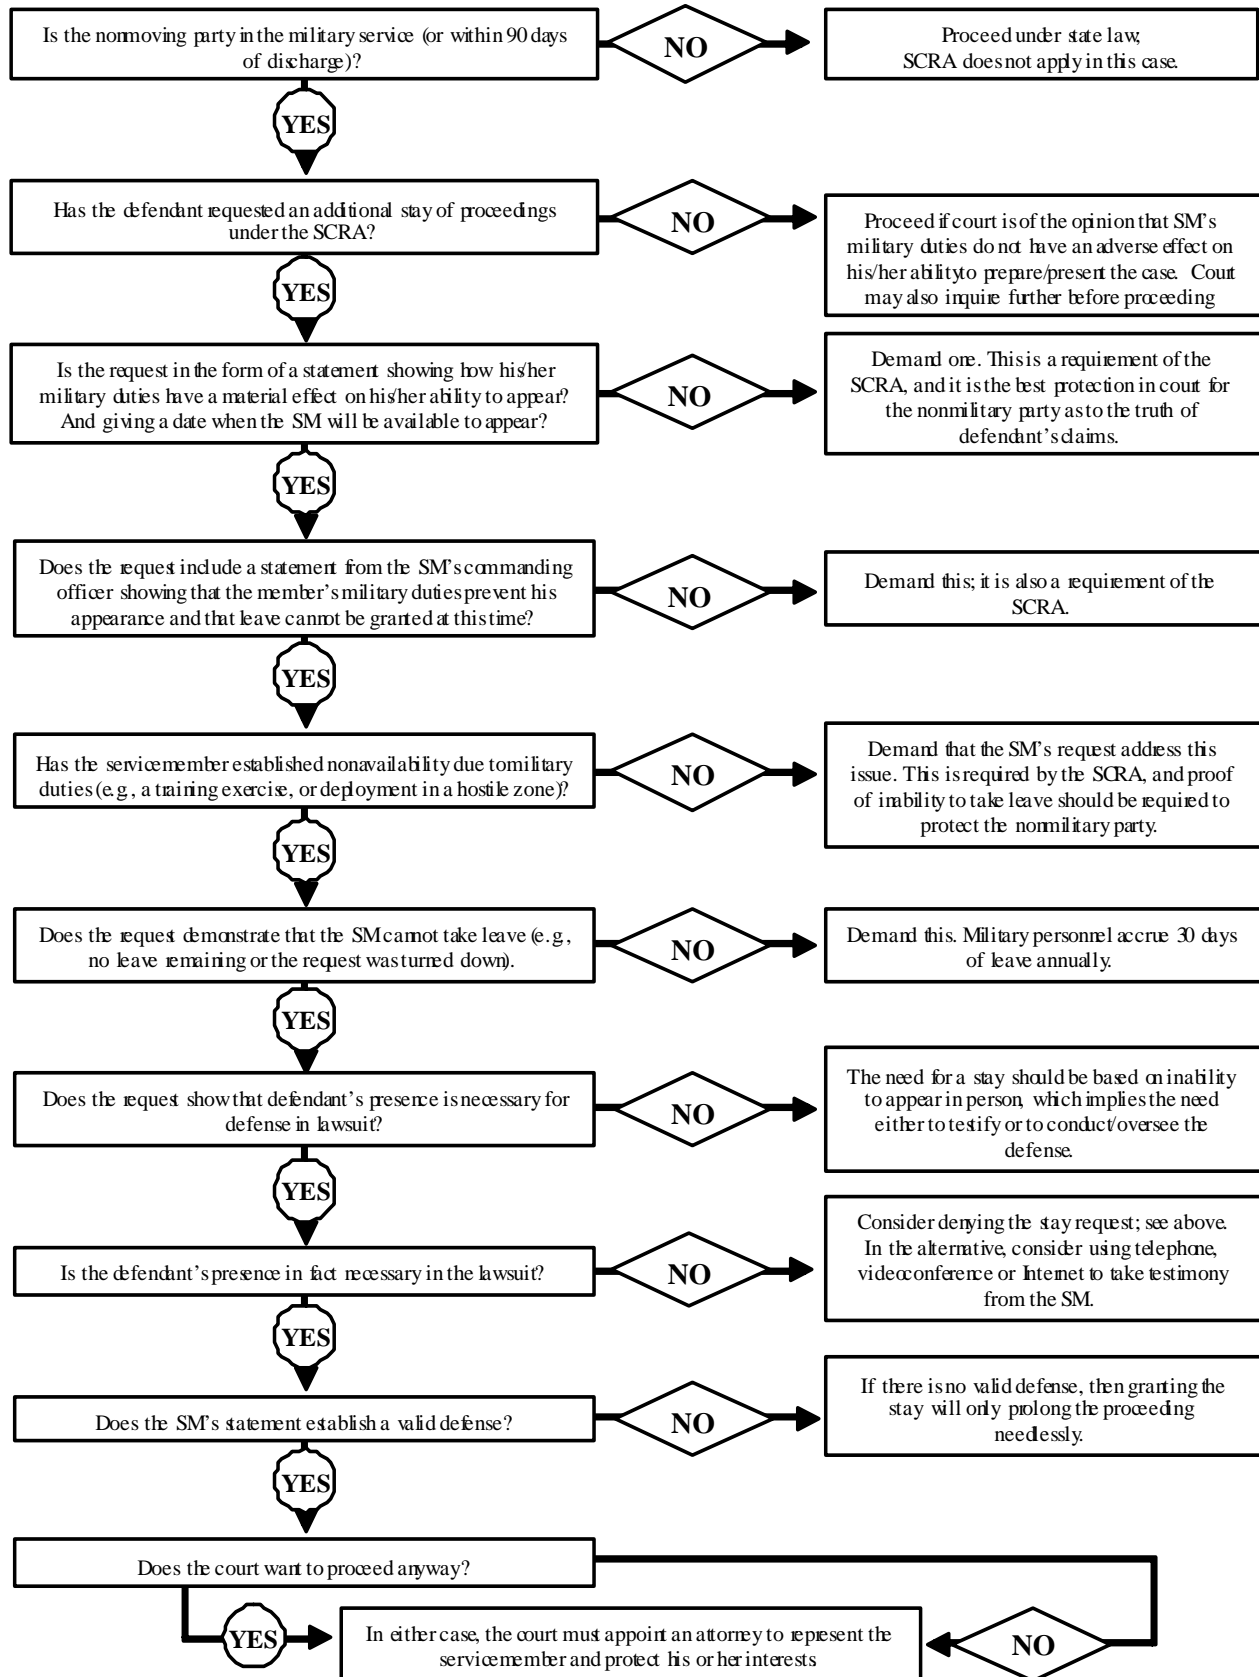 Is the nonmoving party in the military service (or within 90 days
of discharge)?
NO
Proceed under state law;
SCRA does not apply in this case.
YES
Has the defendant requested an additional stay of proceedings
under the SCRA?
NO
Proceed if court is of the opinion that SM's
military duties do not have an adverse effect on
his/her ability to prepare/present the case. Court
may also inquire further before proceeding
YES
Is the request in the form of a statement showing how his/her
military duties have a material effect on his/her ability to appear?
And giving a date when the SM will be available to appear?
NO
Demand one. This is a requirement of the
SCRA, and it is the best protection in court for
the nonmilitary party as to the truth of
defendant's claims.
YES
Does the request include a statement from the SM's commanding
officer showing that the member's military duties prevent his
appearance and that leave cannot be granted at this time?
NO
Demand this; it is also a requirement of the
SCRA.
YES
Has the servicemember established nonavailability due to military
duties (e.g., a training exercise, or deployment in a hostile zone)?
NO
Demand that the SM's request address this
issue. This is required by the SCRA, and proof
of inability to take leave should be required to
protect the nonmilitary party.
YES
Does the request demonstrate that the SM cannot take leave (e.g.,
no leave remaining or the request was turned down).
NO
Demand this. Military personnel accrue 30 days
of leave annually.
YES
Does the request show that defendant's presence is necessary for
defense in lawsuit?
NO
The need for a stay should be based on inability
to appear in person, which implies the need
either to testify or to conduct/oversee the
defense.
YES
Is the defendant's presence in fact necessary in the lawsuit?
NO
Consider denying the stay request; see above.
In the alternative, consider using telephone,
videoconference or Internet to take testimony
from the SM.
YES
Does the SM's statement establish a valid defense?
NO
If there is no valid defense, then granting the
stay will only prolong the proceeding
needlessly.
YES
Does the court want to proceed anyway?
YES
In either case, the court must appoint an attorney to represent the
servicemember and protect his or her interests
NO